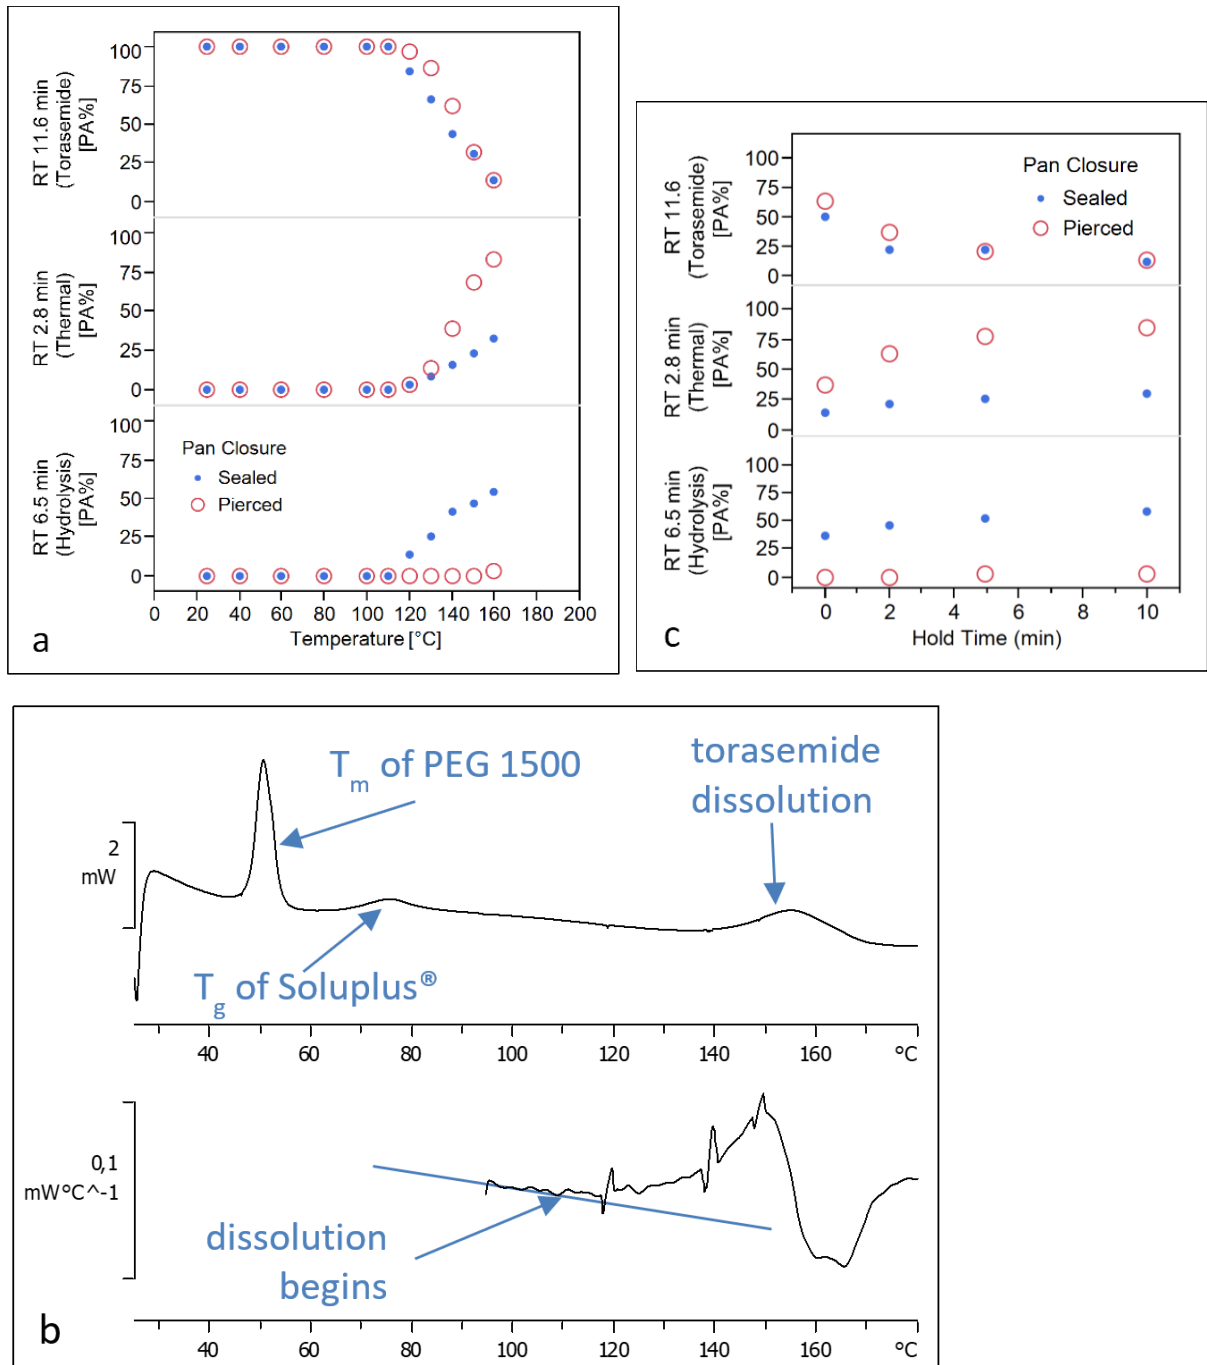 RT 11.6 min
(Torasemide)
[PA%]
100
75
50
25
0
RT 2.8 min
(Thermal)
[PA%]
100
75
50
25
0
RT 6.5 min
(Hydrolysis)
[PA%]
100
75
50
25
0
Pan Closure
Sealed
Pierced
0 20 40 60 80 100 120 140 160 180 200
Temperature [°C]
a
RT 11.6
(Torasemide)
[PA%]
100
75
50
25
0
Pan Closure
Sealed
Pierced
RT 2.8 min
(Thermal)
[PA%]
100
75
50
25
0
RT 6.5 min
(Hydrolysis)
[PA%]
100
75
50
25
0
0 2 4 6 8 10
Hold Time (min)
c
Tm of PEG 1500
torasemide
dissolution
2
mW
Tg of Soluplus®
40 60 80 100 120 140 160 °C
0,1
mW°C^-1
dissolution
begins
40 60 80 100 120 140 160 °C
b